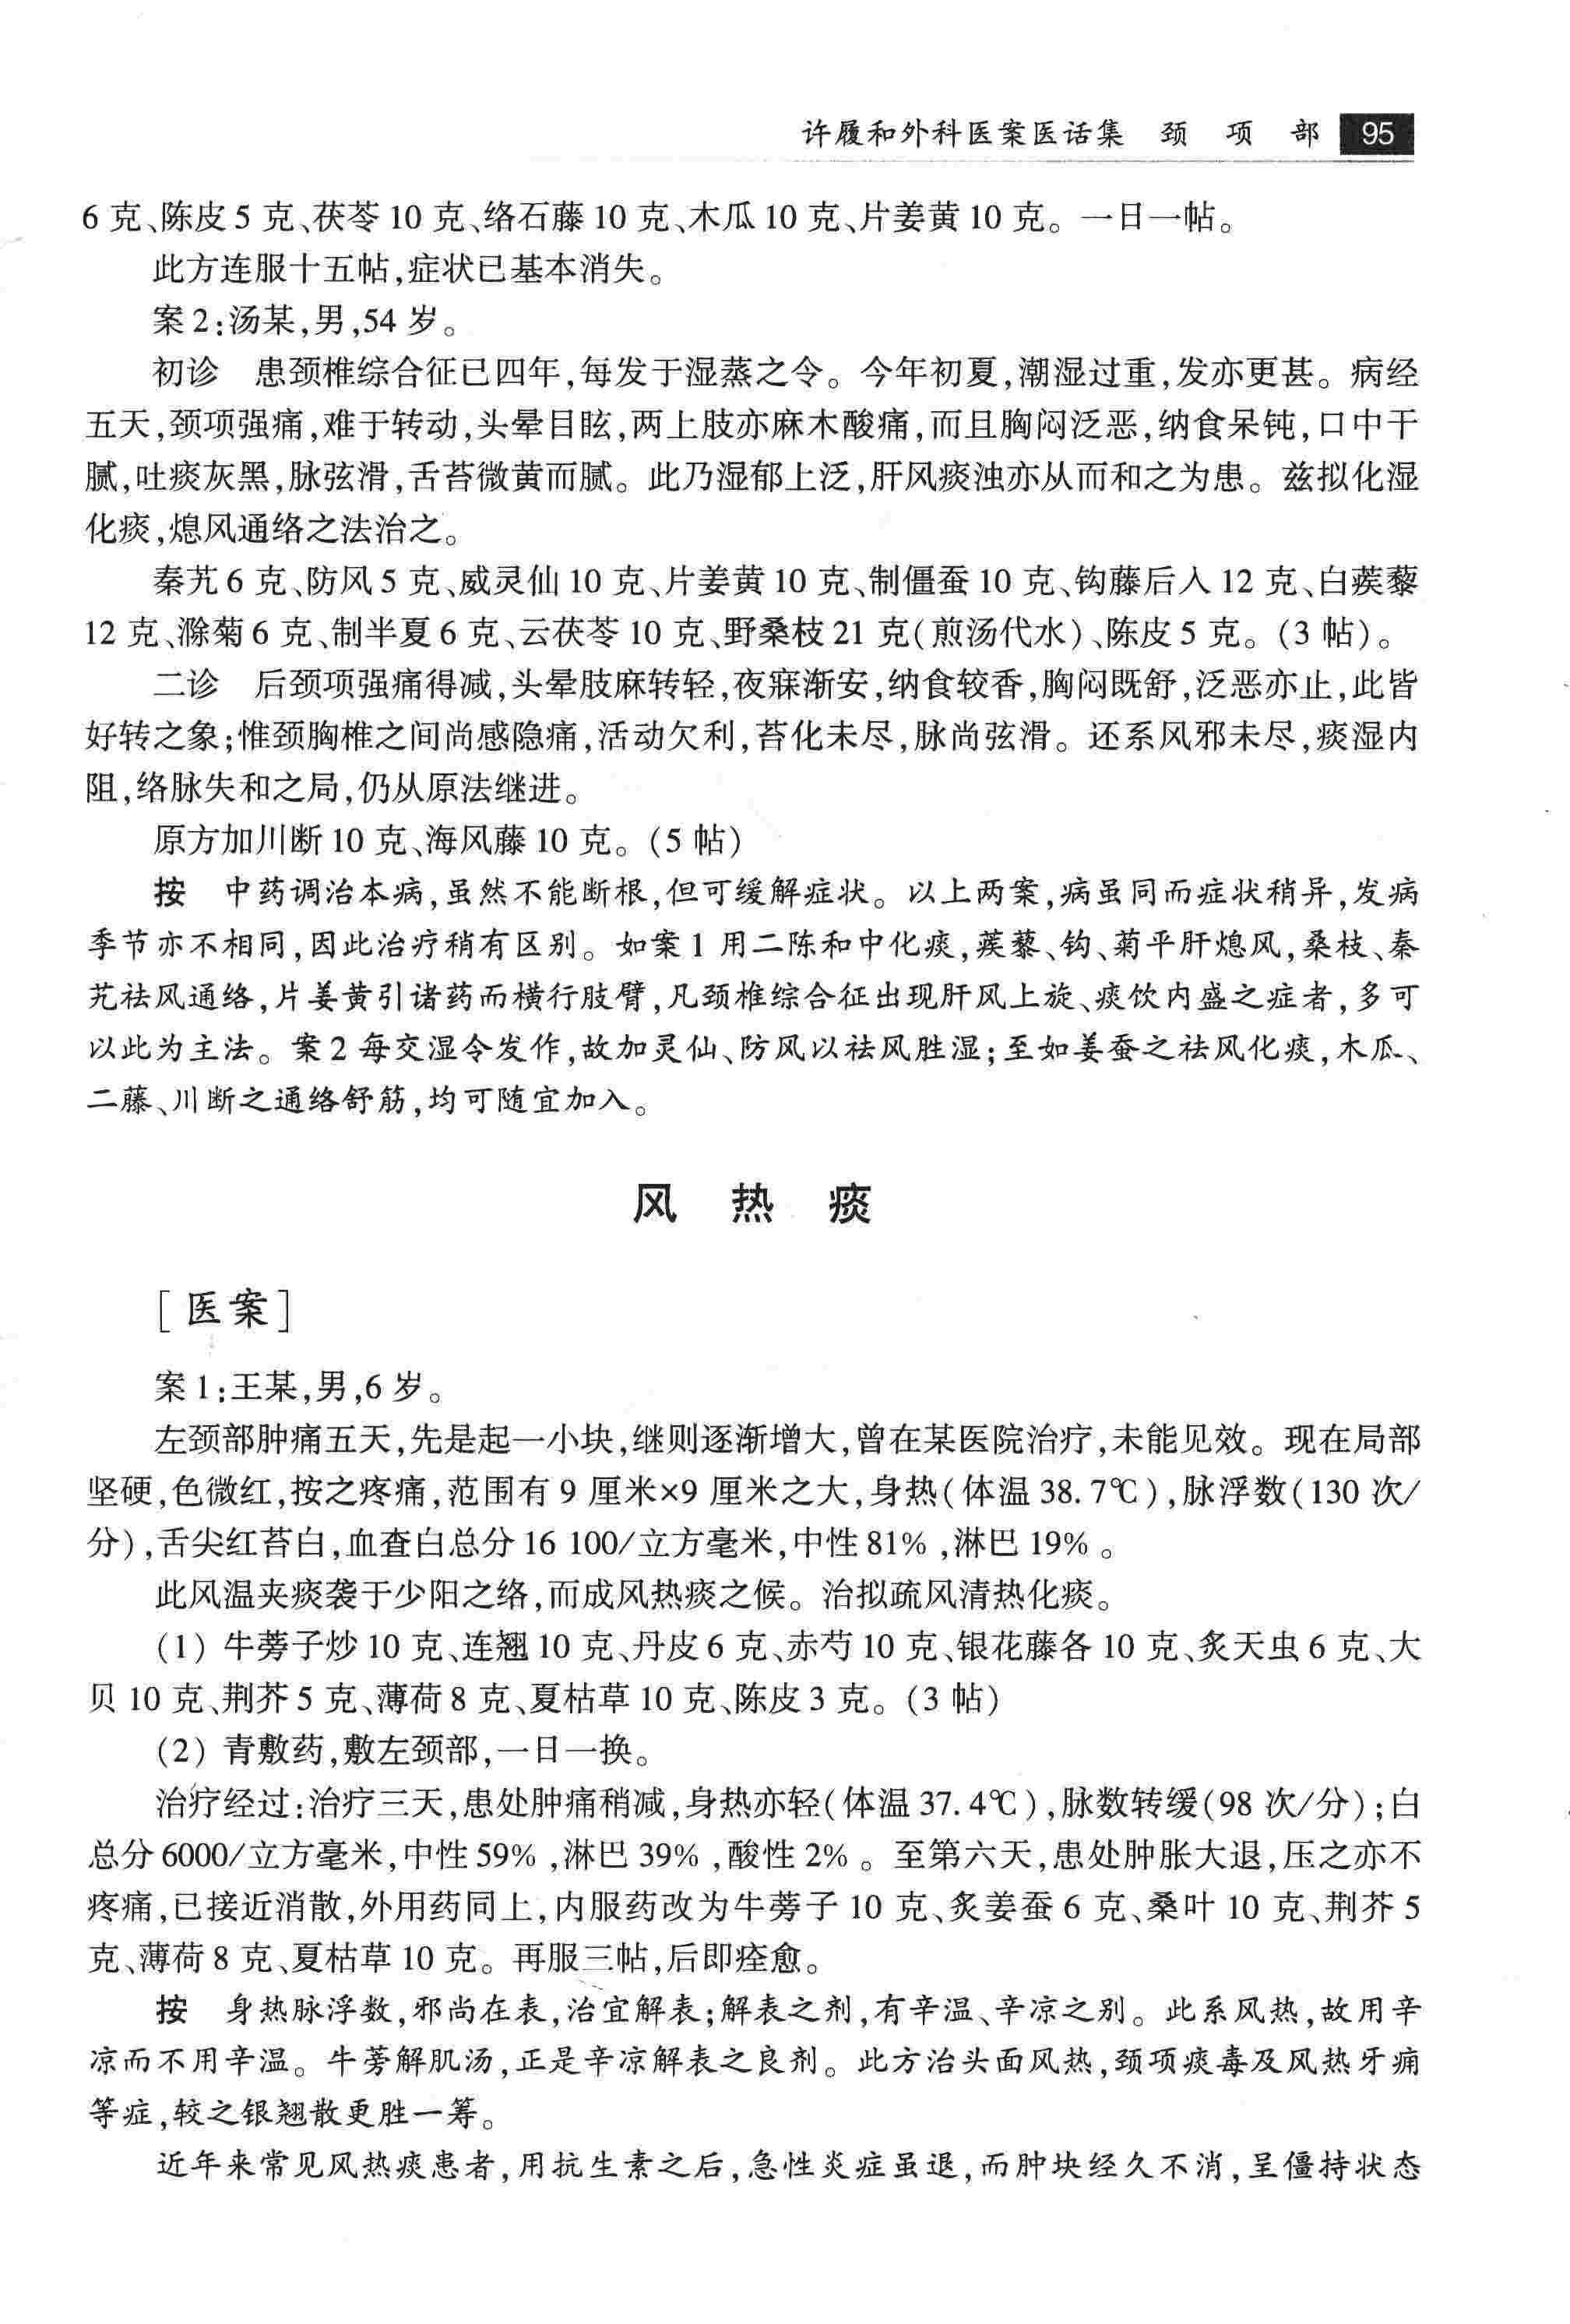 许履和外科医案医话集 颈 项 部 95
6 克、陈皮 5 克、茯苓 10 克、络石藤 10 克、木瓜 10 克、片姜黄 10 克。一日一帖。
此方连服十五帖,症状已基本消失。
案 2:汤某,男,54 岁。
初诊 患颈椎综合征已四年,每发于湿蒸之令。今年初夏,潮湿过重,发亦更甚。病经
五天,颈项强痛,难于转动,头晕目眩,两上肢亦麻木酸痛,而且胸闷泛恶,纳食呆钝,口中干
腻,吐痰灰黑,脉弦滑,舌苔微黄而腻。此乃湿郁上泛,肝风痰浊亦从而和之为患。兹拟化湿
化痰,熄风通络之法治之。
秦艽 6 克、防风 5 克、威灵仙 10 克、片姜黄 10 克、制僵蚕 10 克、钩藤后入 12 克、白蒺藜
12 克、滁菊 6 克、制半夏 6 克、云茯苓 10 克、野桑枝 21 克(煎汤代水)、陈皮 5 克。(3 帖)。
二诊 后颈项强痛得减,头晕肢麻转轻,夜寐渐安,纳食较香,胸闷既舒,泛恶亦止,此皆
好转之象;惟颈胸椎之间尚感隐痛,活动欠利,苔化未尽,脉尚弦滑。还系风邪未尽,痰湿内
阻,络脉失和之局,仍从原法继进。
原方加川断 10 克、海风藤 10 克。(5 帖)
按 中药调治本病,虽然不能断根,但可缓解症状。以上两案,病虽同而症状稍异,发病
季节亦不相同,因此治疗稍有区别。如案 1 用二陈和中化痰,蒺藜、钩、菊平肝熄风,桑枝、秦
艽祛风通络,片姜黄引诸药而横行肢臂,凡颈椎综合征出现肝风上旋、痰饮内盛之症者,多可
以此为主法。案 2 每交湿令发作,故加灵仙、防风以祛风胜湿;至如姜蚕之祛风化痰,木瓜、
二藤、川断之通络舒筋,均可随宜加入。
风 热 痰
[医案]
案 1:王某,男,6 岁。
左颈部肿痛五天,先是起一小块,继则逐渐增大,曾在某医院治疗,未能见效。现在局部
坚硬,色微红,按之疼痛,范围有 9 厘米×9 厘米之大,身热(体温 38.7℃),脉浮数(130 次/
分),舌尖红苔白,血查白总分 16 100/立方毫米,中性 81%,淋巴 19%。
此风温夹痰袭于少阳之络,而成风热痰之候。治拟疏风清热化痰。
(1) 牛蒡子炒 10 克、连翘 10 克、丹皮 6 克、赤芍 10 克、银花藤各 10 克、炙天虫 6 克、大
贝 10 克、荆芥 5 克、薄荷 8 克、夏枯草 10 克、陈皮 3 克。(3 帖)
(2) 青敷药,敷左颈部,一日一换。
治疗经过:治疗三天,患处肿痛稍减,身热亦轻(体温 37.4℃),脉数转缓(98 次/分);白
总分 6000/立方毫米,中性 59%,淋巴 39%,酸性 2%。至第六天,患处肿胀大退,压之亦不
疼痛,已接近消散,外用药同上,内服药改为牛蒡子 10 克、炙姜蚕 6 克、桑叶 10 克、荆芥 5
克、薄荷 8 克、夏枯草 10 克。再服三帖,后即痊愈。
按 身热脉浮数,邪尚在表,治宜解表;解表之剂,有辛温、辛凉之别。此系风热,故用辛
凉而不用辛温。牛蒡解肌汤,正是辛凉解表之良剂。此方治头面风热,颈项痰毒及风热牙痈
等症,较之银翘散更胜一筹。
近年来常见风热痰患者,用抗生素之后,急性炎症虽退,而肿块经久不消,呈僵持状态